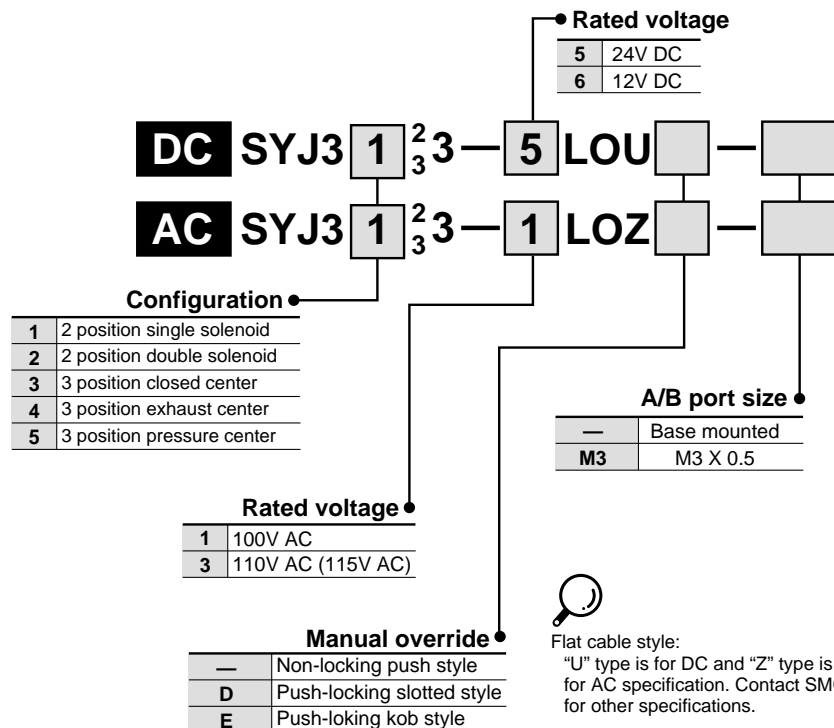 Rated voltage
5 24V DC
6 12V DC
DC SYJ3 1 2 3 3 — 5 LOU —
AC SYJ3 1 2 3 3 — 1 LOZ —
Configuration
1 2 position single solenoid
2 2 position double solenoid
3 3 position closed center
4 3 position exhaust center
5 3 position pressure center
A/B port size
— Base mounted
M3 M3 X 0.5
Rated voltage
1 100V AC
3 110V AC (115V AC)
Manual override
— Non-locking push style
D Push-locking slotted style
E Push-loking kob style
Flat cable style:
“U” type is for DC and “Z” type is
for AC specification. Contact
for other specifications.